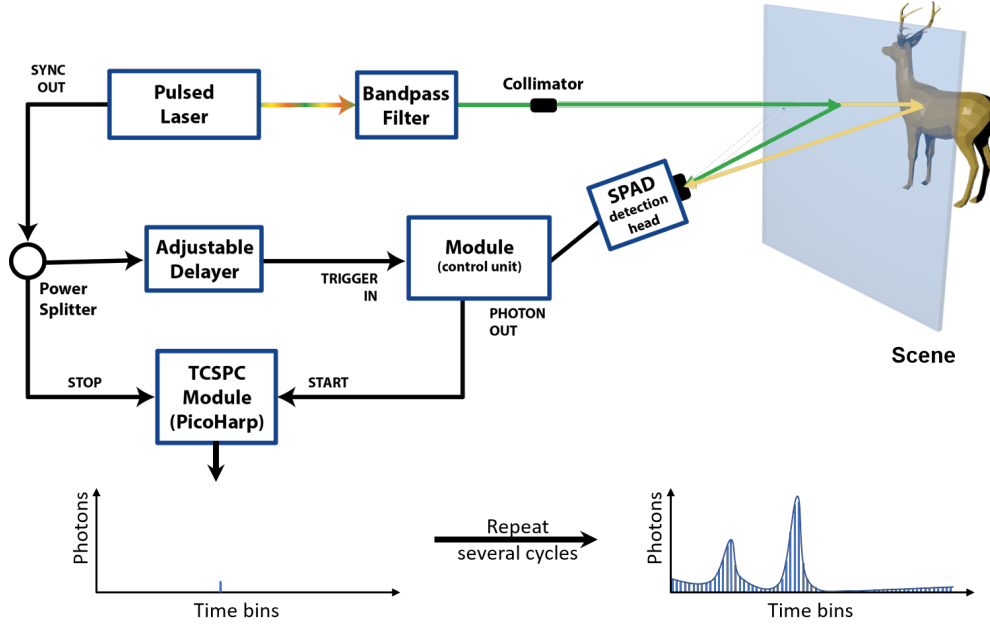 SYNC
OUT
Pulsed
Laser
Bandpass
Filter
Collimator
SPAD
detection
head
Adjustable
Delayer
TRIGGER
IN
Module
(control unit)
Power
Splitter
PHOTON
OUT
Scene
STOP
TCSPC
Module
(PicoHarp)
START
Photons
Time bins
Repeat
several cycles
Photons
Time bins